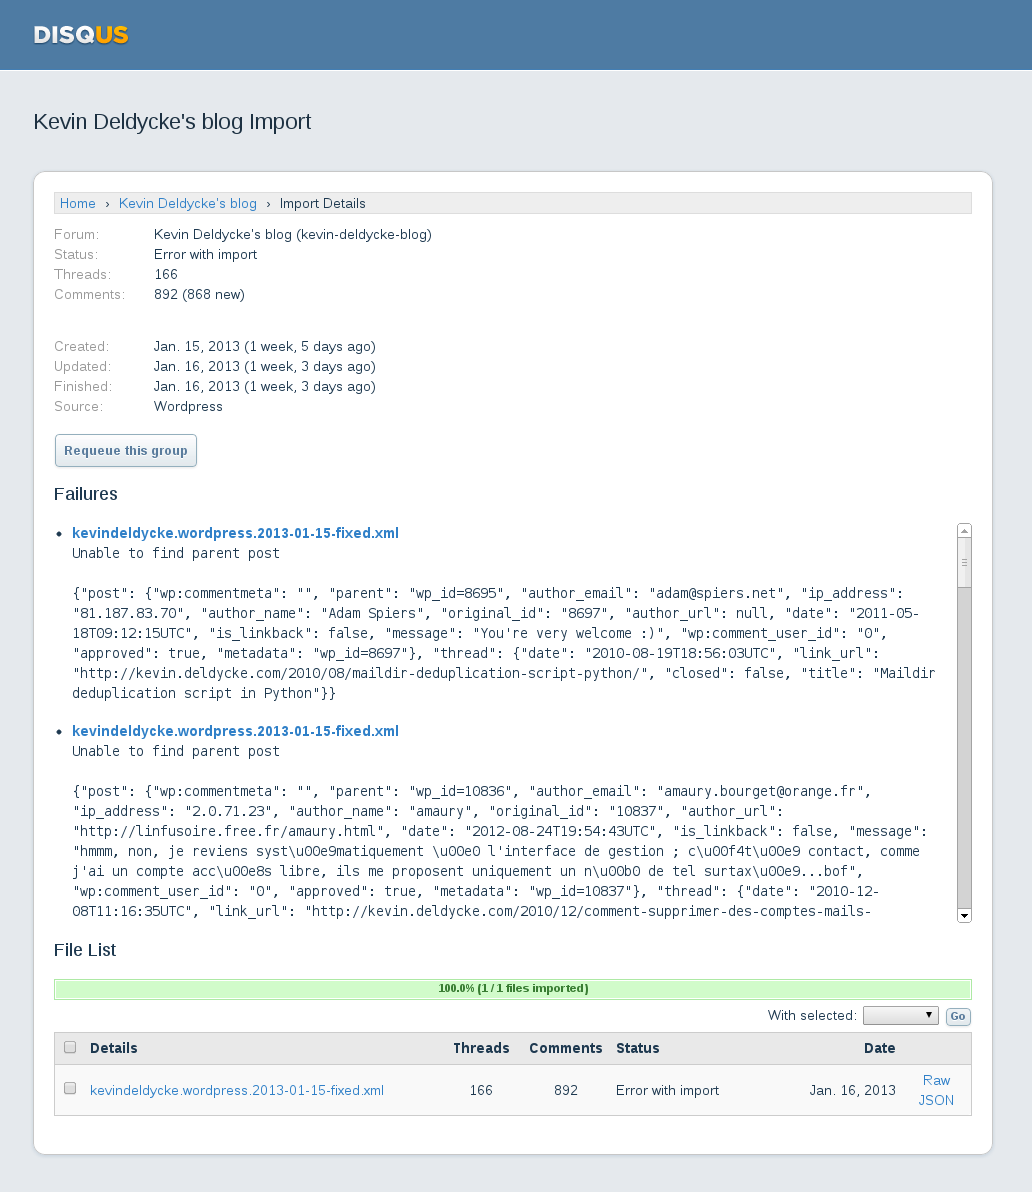 DISQUS
Kevin Deldycke's blog Import
Home › Kevin Deldycke's blog › Import Details
Forum: Kevin Deldycke's blog (kevin-deldycke-blog)
Status: Error with import
Threads: 166
Comments: 892 (868 new)
Created: Jan. 15, 2013 (1 week, 5 days ago)
Updated: Jan. 16, 2013 (1 week, 3 days ago)
Finished: Jan. 16, 2013 (1 week, 3 days ago)
Source: Wordpress
Requeue this group
Failures
• kevindeldycke.wordpress.2013-01-15-fixed.xml
Unable to find parent post
{"post": {"wp:commentmeta": "", "parent": "wp_id=8695", "author_email": "adam@spiers.net", "ip_address":
"81.187.83.70", "author_name": "Adam Spiers", "original_id": "8697", "author_url": null, "date": "2011-05-
18T09:12:15UTC", "is_linkback": false, "message": "You're very welcome :)", "wp:comment_user_id": "0",
"approved": true, "metadata": "wp_id=8697"}, "thread": {"date": "2010-08-19T18:56:03UTC", "link_url":
"http://kevin.deldycke.com/2010/08/maildir-deduplication-script-python/", "closed": false, "title": "Maildir
deduplication script in Python"}}
• kevindeldycke.wordpress.2013-01-15-fixed.xml
Unable to find parent post
{"post": {"wp:commentmeta": "", "parent": "wp_id=10836", "author_email": "amaury.bourget@orange.fr",
"ip_address": "2.0.71.23", "author_name": "amaury", "original_id": "10837", "author_url":
"http://linfusoire.free.fr/amaury.html", "date": "2012-08-24T19:54:43UTC", "is_linkback": false, "message":
"hmmm, non, je reviens syst\u00e9matiquement \u00e0 l'interface de gestion ; c\u00f4t\u00e9 contact, comme
j'ai un compte acc\u00e8s libre, ils me proposent uniquement un n\u00b0 de tel surtax\u00e9...bof",
"wp:comment_user_id": "0", "approved": true, "metadata": "wp_id=10837"}, "thread": {"date": "2010-12-
08T11:16:35UTC", "link_url": "http://kevin.deldycke.com/2010/12/comment-supprimer-des-comptes-mails-
File List
100.0% (1 / 1 files imported)
With selected: Go
Details Threads Comments Status Date
kevindeldycke.wordpress.2013-01-15-fixed.xml 166 892 Error with import Jan. 16, 2013 Raw
JSON